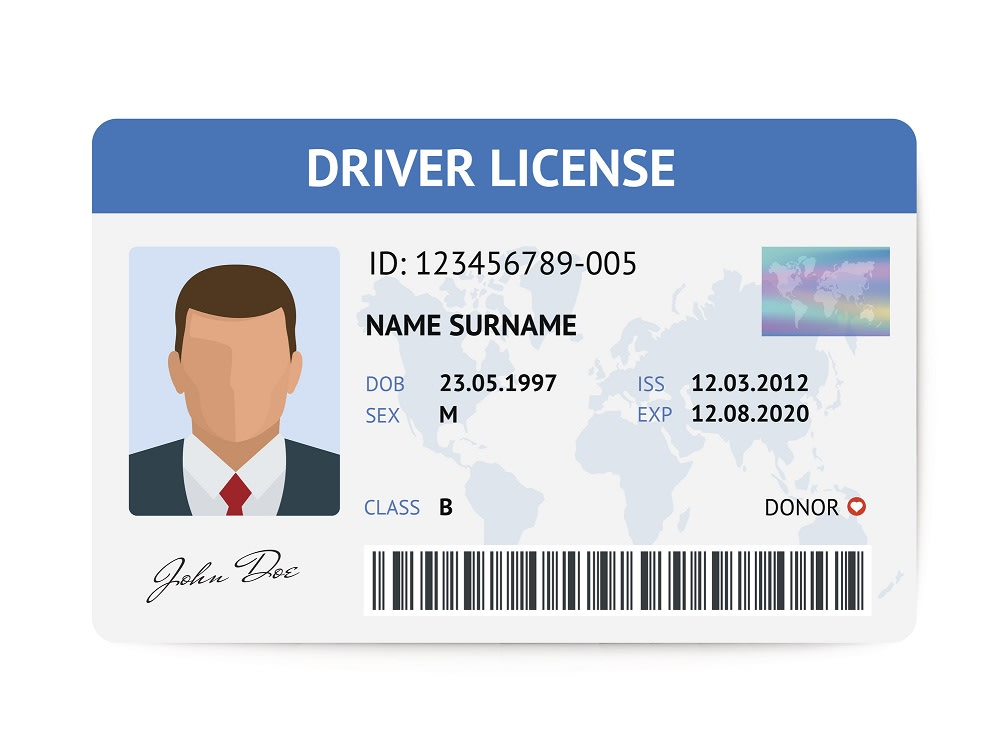 DRIVER LICENSE
ID: 123456789-005
NAME SURNAME
DOB 23.05.1997 ISS 12.03.2012
SEX M EXP 12.08.2020
CLASS B DONOR
John Doe